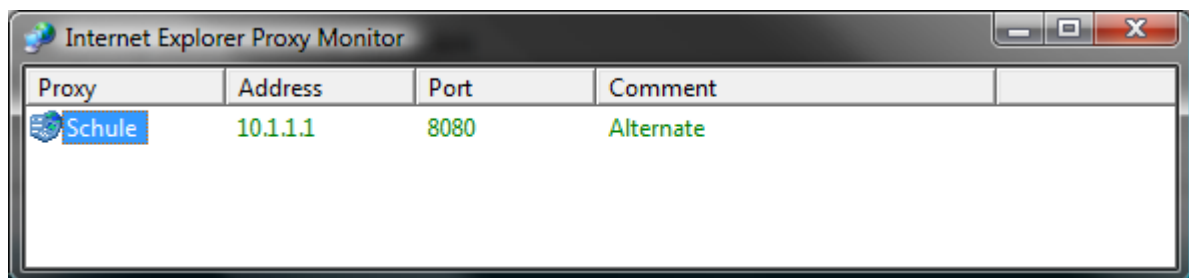 Internet Explorer Proxy Monitor
Proxy Address Port Comment
Schule 10.1.1.1 8080 Alternate